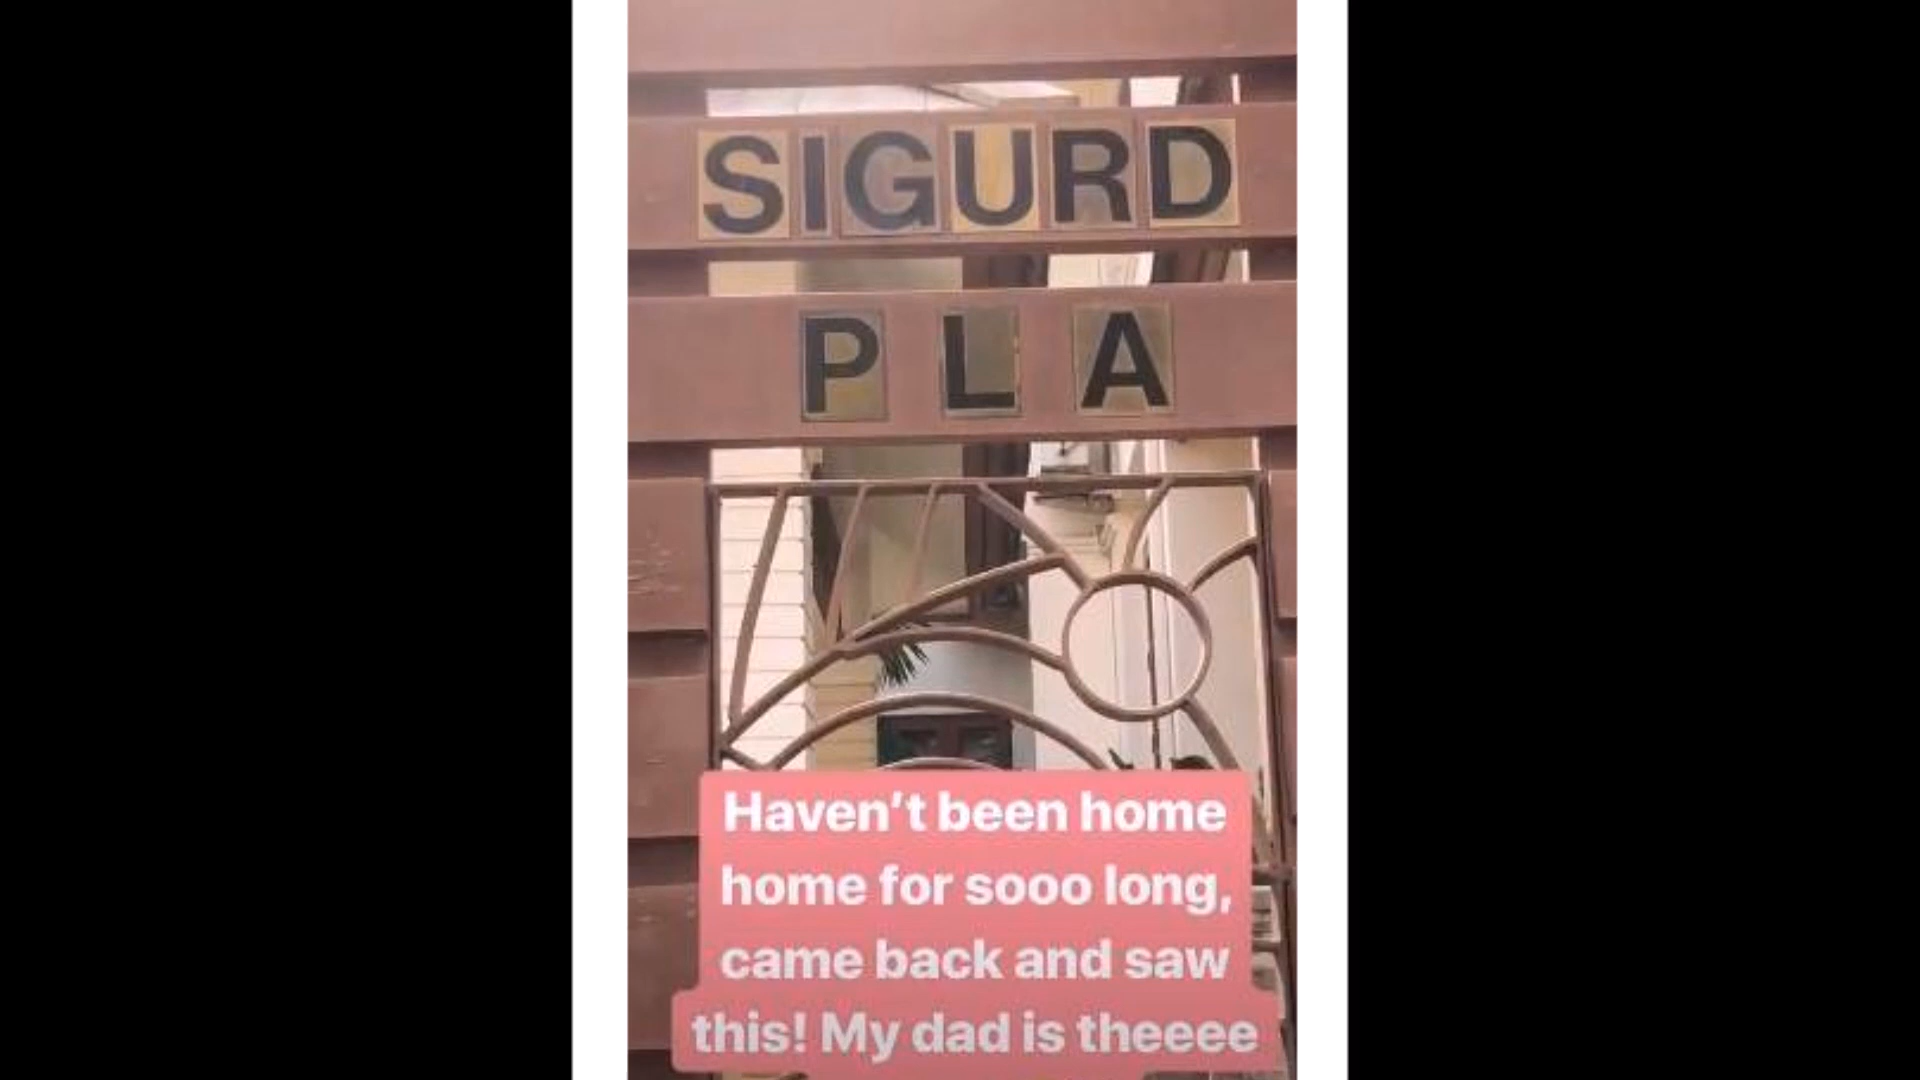 SIGURD
PLA
Haven't been home
home for sooo long,
came back and saw
this! My dad is theeee